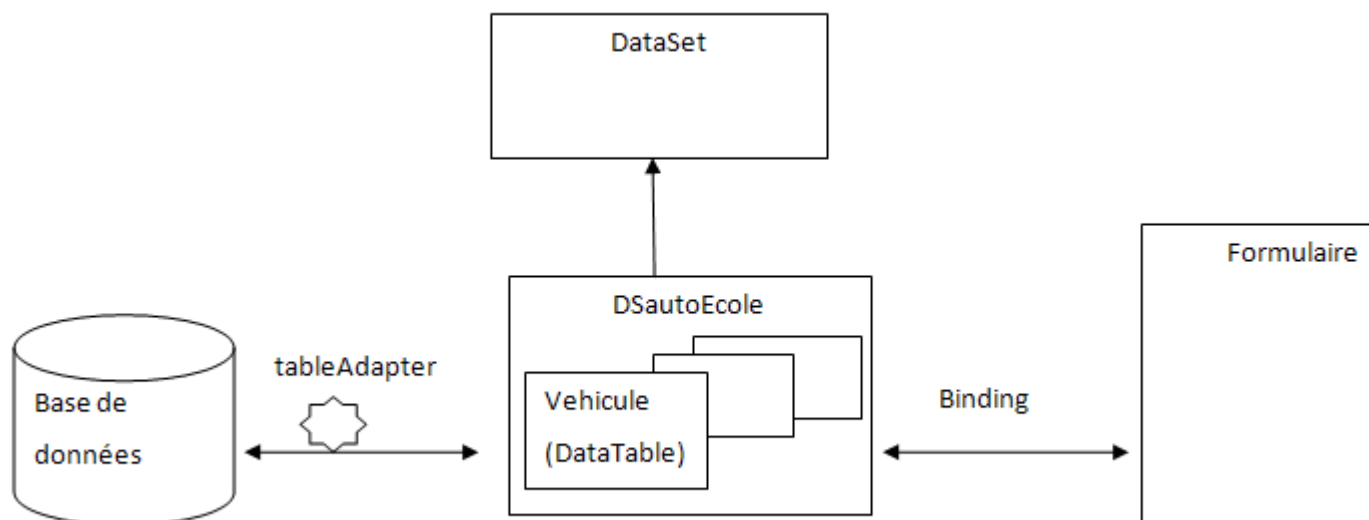 DataSet
Formulaire
DSautoEcole
tableAdapter
Base de
données
Vehicule
(DataTable)
Binding